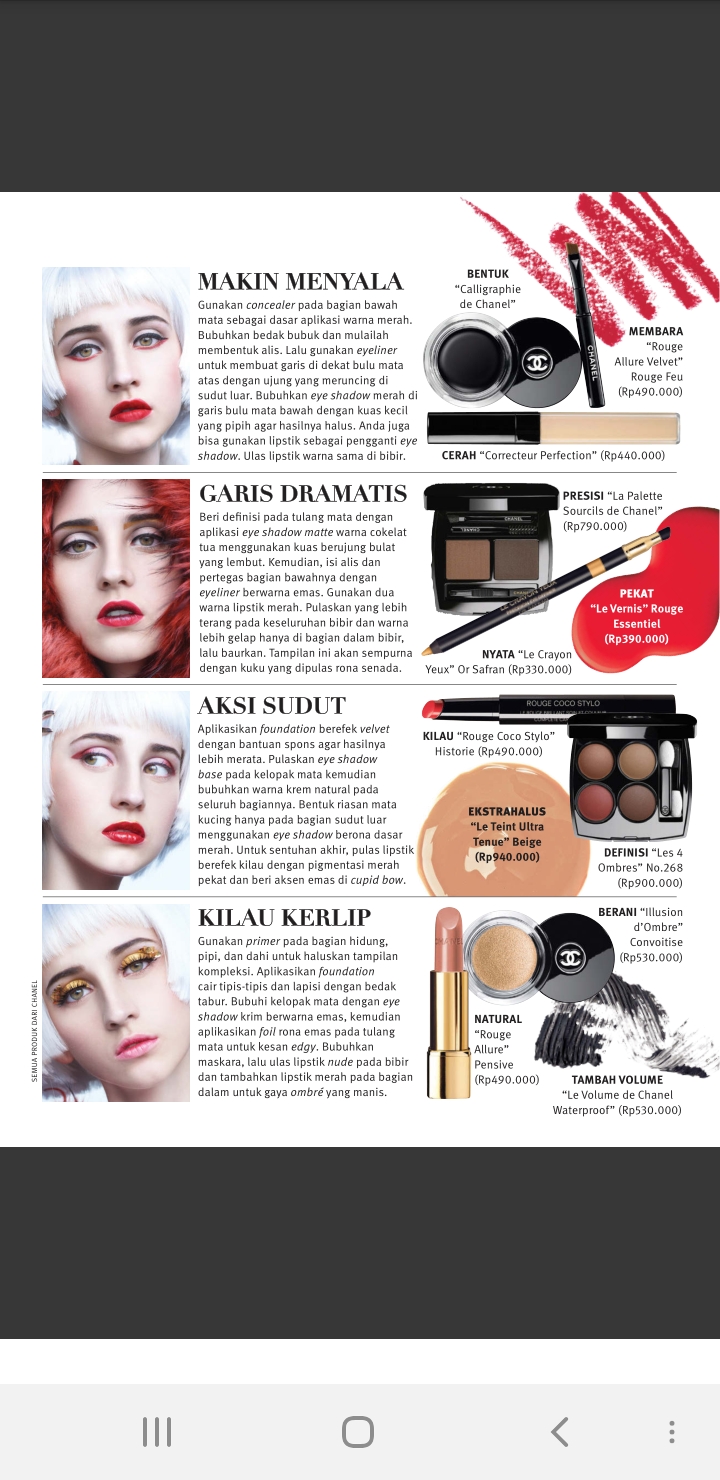 MAKIN MENYALA
Gunakan concealer pada bagian bawah
mata sebagai dasar aplikasi warna merah.
Bubuhkan bedak bubuk dan mulailah
membentuk alis. Lalu gunakan eyeliner
untuk membuat garis di dekat bulu mata
atas dengan ujung yang meruncing di
sudut luar. Bubuhkan eye shadow merah di
garis bulu mata bawah dengan kuas kecil
yang pipih agar hasilnya halus. Anda juga
bisa gunakan lipstik sebagai pengganti eye
shadow. Ulas lipstik warna sama di bibir.
BENTUK
“Calligraphie
de Chanel”
CHANEL
MEMBARA
“Rouge
Allure Velvet”
Rouge Feu
(Rp490.000)
CERAH “Correcteur Perfection” (Rp440.000)
GARIS DRAMATIS
Beri definisi pada tulang mata dengan
aplikasi eye shadow matte warna cokelat
tua menggunakan kuas berujung bulat
yang lembut. Kemudian, isi alis dan
pertegas bagian bawahnya dengan
eyeliner berwarna emas. Gunakan dua
warna lipstik merah. Pulaskan yang lebih
terang pada keseluruhan bibir dan warna
lebih gelap hanya di bagian dalam bibir,
lalu baurkan. Tampilan ini akan sempurna
dengan kuku yang dipulas rona senada.
PRESISI “La Palette
Sourcils de Chanel”
(Rp790.000)
CHANEL
PEKAT
“Le Vernis” Rouge
Essentiel
(Rp390.000)
NYATA “Le Crayon
Yeux” Or Safran (Rp330.000)
AKSI SUDUT
Aplikasikan foundation berefek velvet
dengan bantuan spons agar hasilnya
lebih merata. Pulaskan eye shadow
base pada kelopak mata kemudian
bubuhkan warna krem natural pada
seluruh bagiannya. Bentuk riasan mata
kucing hanya pada bagian sudut luar
menggunakan eye shadow berona dasar
merah. Untuk sentuhan akhir, pulas lipstik
berefek kilau dengan pigmentasi merah
pekat dan beri aksen emas di cupid bow.
ROUGE COCO STYLO
KILAU “Rouge Coco Stylo”
Historie (Rp490.000)
EKSTRAHALUS
“Le Teint Ultra
Tenue” Beige
(Rp940.000)
DEFINISI “Les 4
Ombres” No.268
(Rp900.000)
KILAU KERLIP
Gunakan primer pada bagian hidung,
pipi, dan dahi untuk haluskan tampilan
kompleksi. Aplikasikan foundation
cair tipis-tipis dan lapisi dengan bedak
tabur. Bubuhi kelopak mata dengan eye
shadow krim berwarna emas, kemudian
aplikasikan foil rona emas pada tulang
mata untuk kesan edgy. Bubuhkan
maskara, lalu ulas lipstik nude pada bibir
dan tambahkan lipstik merah pada bagian
dalam untuk gaya ombré yang manis.
BERANI “Illusion
d’Ombre”
Convoitise
(Rp530.000)
NATURAL
“Rouge
Allure”
Pensive
(Rp490.000)
TAMBAH VOLUME
“Le Volume de Chanel
Waterproof” (Rp530.000)
SEMUA PRODUK DARI CHANEL